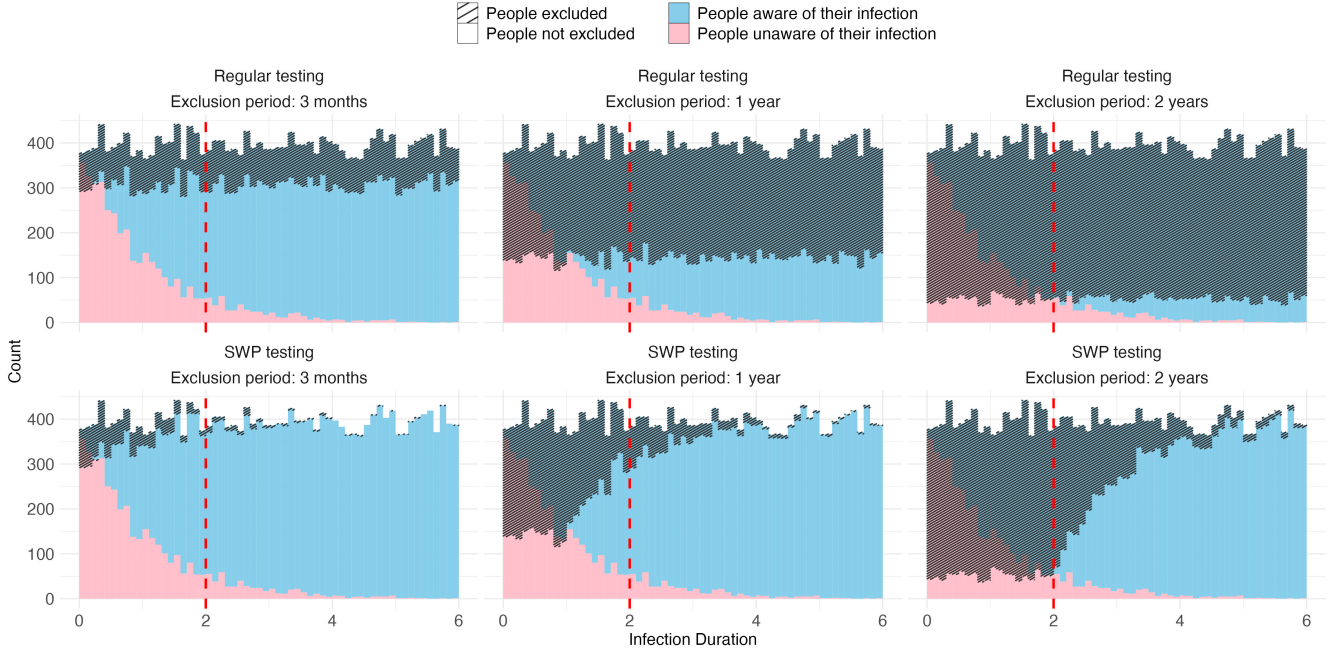 People excluded
People not excluded
People aware of their infection
People unaware of their infection
Regular testing
Exclusion period: 3 months
Regular testing
Exclusion period: 1 year
Regular testing
Exclusion period: 2 years
400
300
200
100
0
SWP testing
Exclusion period: 3 months
SWP testing
Exclusion period: 1 year
SWP testing
Exclusion period: 2 years
400
300
200
100
0
Count
0 2 4 6
0 2 4 6
0 2 4 6
Infection Duration